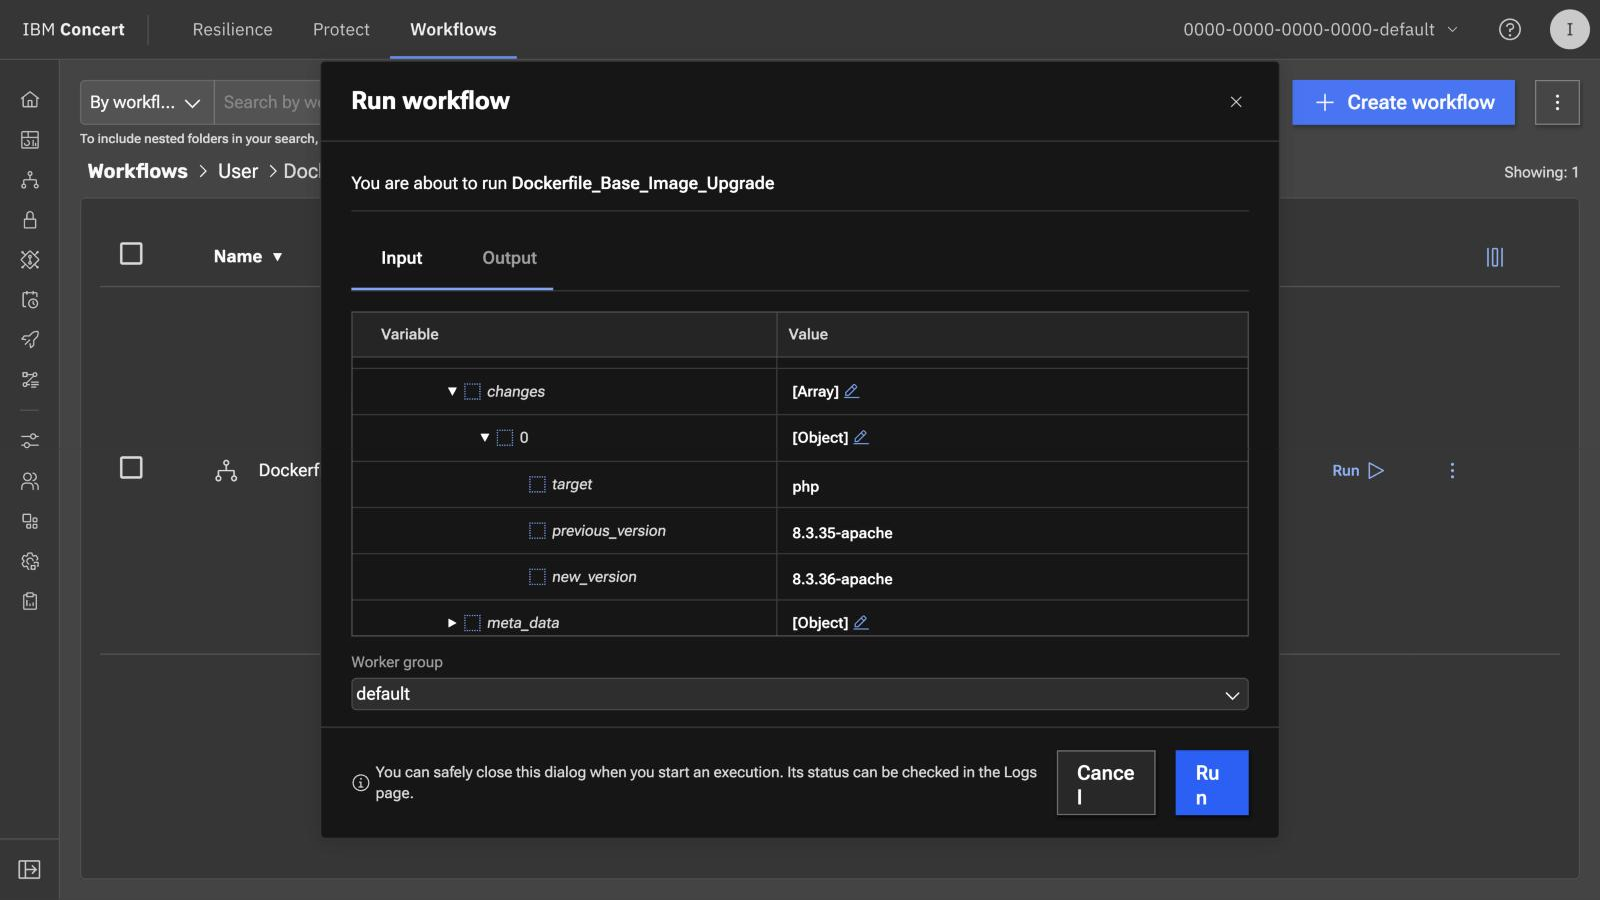 IBM Concert
Resilience
Protect
Workflows
0000-0000-0000-0000-default
I
By workfl...
Search by wo
Create workflow
To include nested folders in your search,
Workflows > User > Doc
Showing: 1
Name
Dockerf
Run
Run workflow
You are about to run Dockerfile_Base_Image_Upgrade
Input
Output
Variable
Value
changes
[Array]
0
[Object]
target
php
previous_version
8.3.35-apache
new_version
8.3.36-apache
meta_data
[Object]
Worker group
default
You can safely close this dialog when you start an execution. Its status can be checked in the Logs
page.
Cance
l
Ru
n